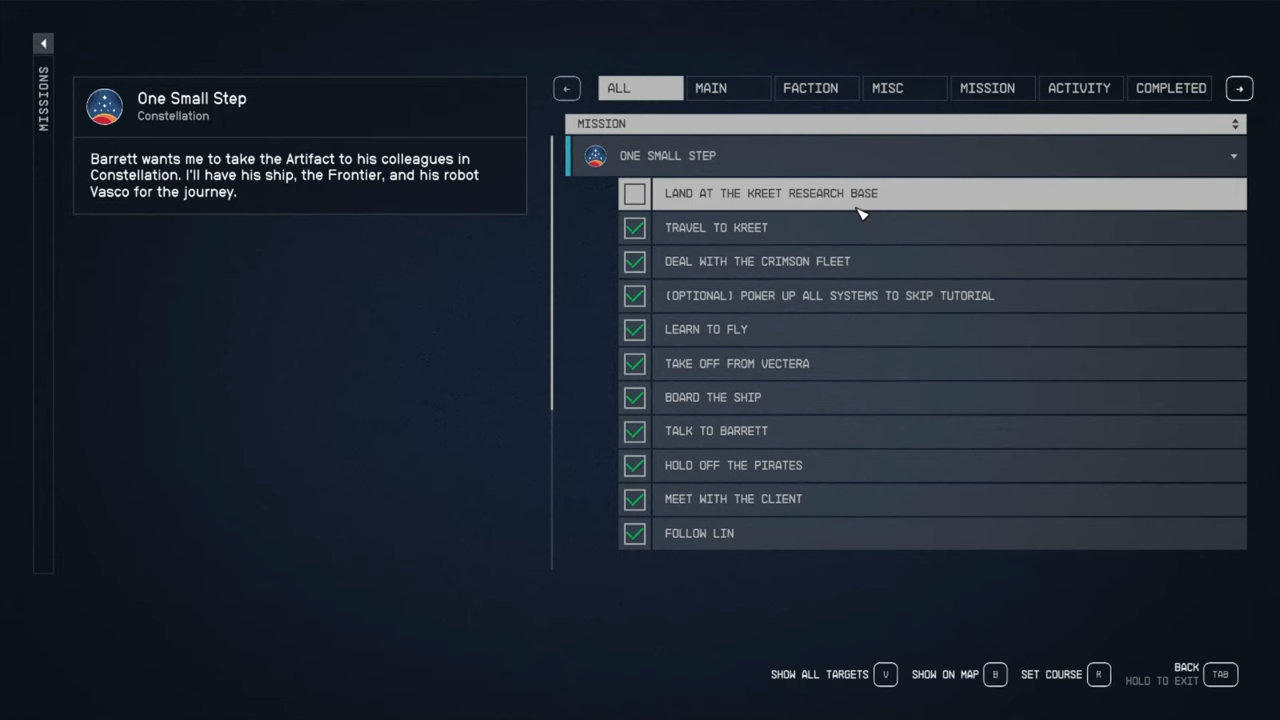 MISSIONS
One Small Step
Constellation
Barrett wants me to take the Artifact to his colleagues in
Constellation. I'll have his ship, the Frontier, and his robot
Vasco for the journey.
ALL
MAIN
FACTION
MISC
MISSION
ACTIVITY
COMPLETED
MISSION
ONE SMALL STEP
LAND AT THE KREET RESEARCH BASE
TRAVEL TO KREET
DEAL WITH THE CRIMSON FLEET
(OPTIONAL) POWER UP ALL SYSTEMS TO SKIP TUTORIAL
LEARN TO FLY
TAKE OFF FROM VECTERA
BOARD THE SHIP
TALK TO BARRETT
HOLD OFF THE PIRATES
MEET WITH THE CLIENT
FOLLOW LIN
SHOW ALL TARGETS V
SHOW ON MAP B
SET COURSE R
BACK
HOLD TO EXIT
TAB